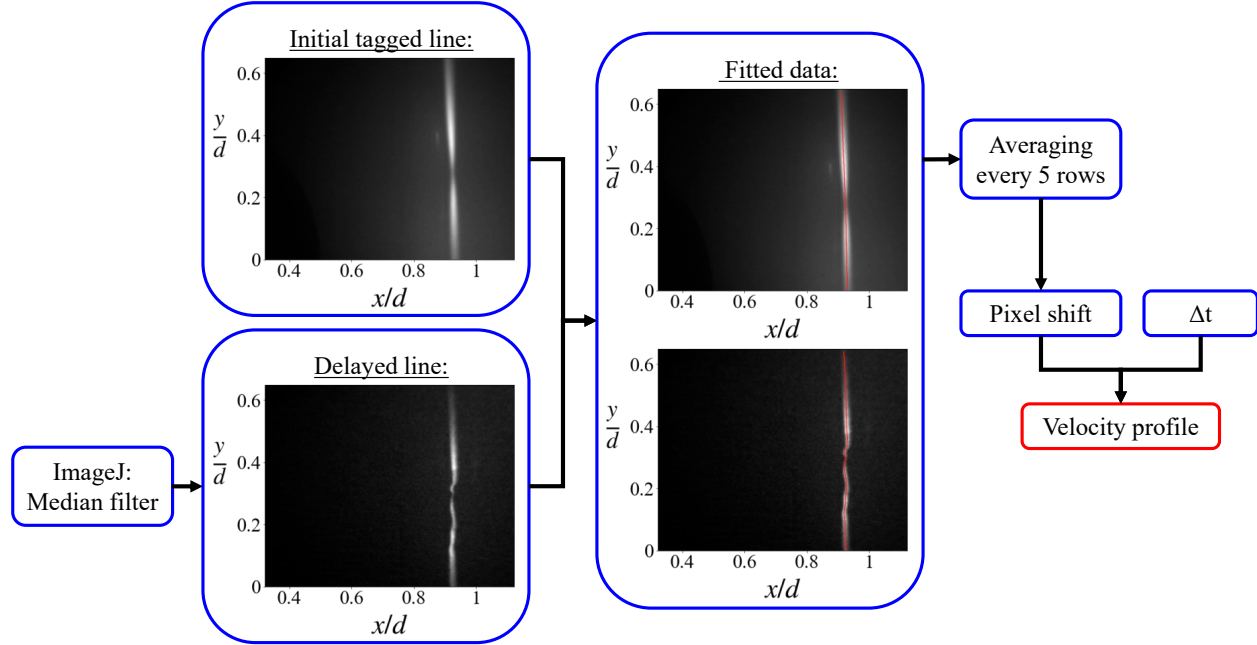 Initial tagged line:
0.6
0.4
0.2
0
y
d
0.4 0.6 0.8 1
x/d
Delayed line:
0.6
0.4
0.2
0
y
d
0.4 0.6 0.8 1
x/d
ImageJ:
Median filter
Fitted data:
0.6
0.4
0.2
0
y
d
0.4 0.6 0.8 1
x/d
0.6
0.4
0.2
0
y
d
0.4 0.6 0.8 1
x/d
Averaging
every 5 rows
Pixel shift
Δt
Velocity profile